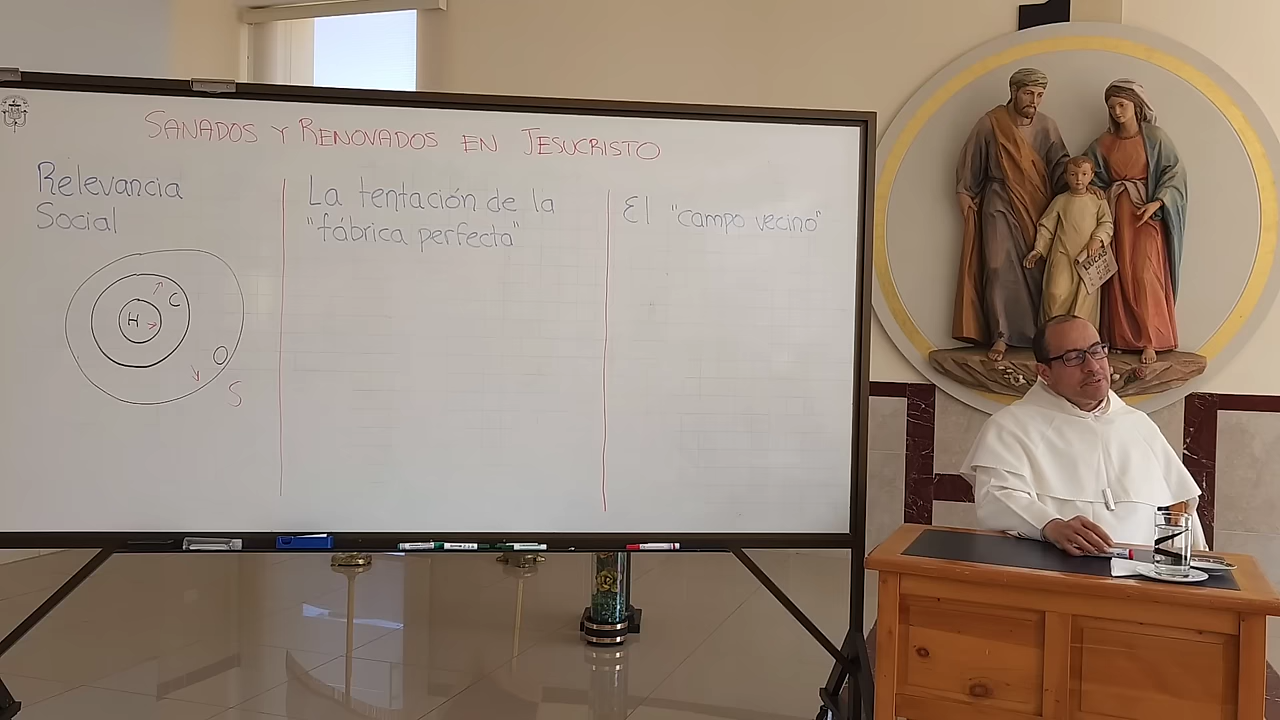 SANADOS Y RENOVADOS EN JESUCRISTO
Relevancia
Social
H
C
O
S
La tentación de la
"fábrica perfecta"
El "campo vecino"
LUCAS